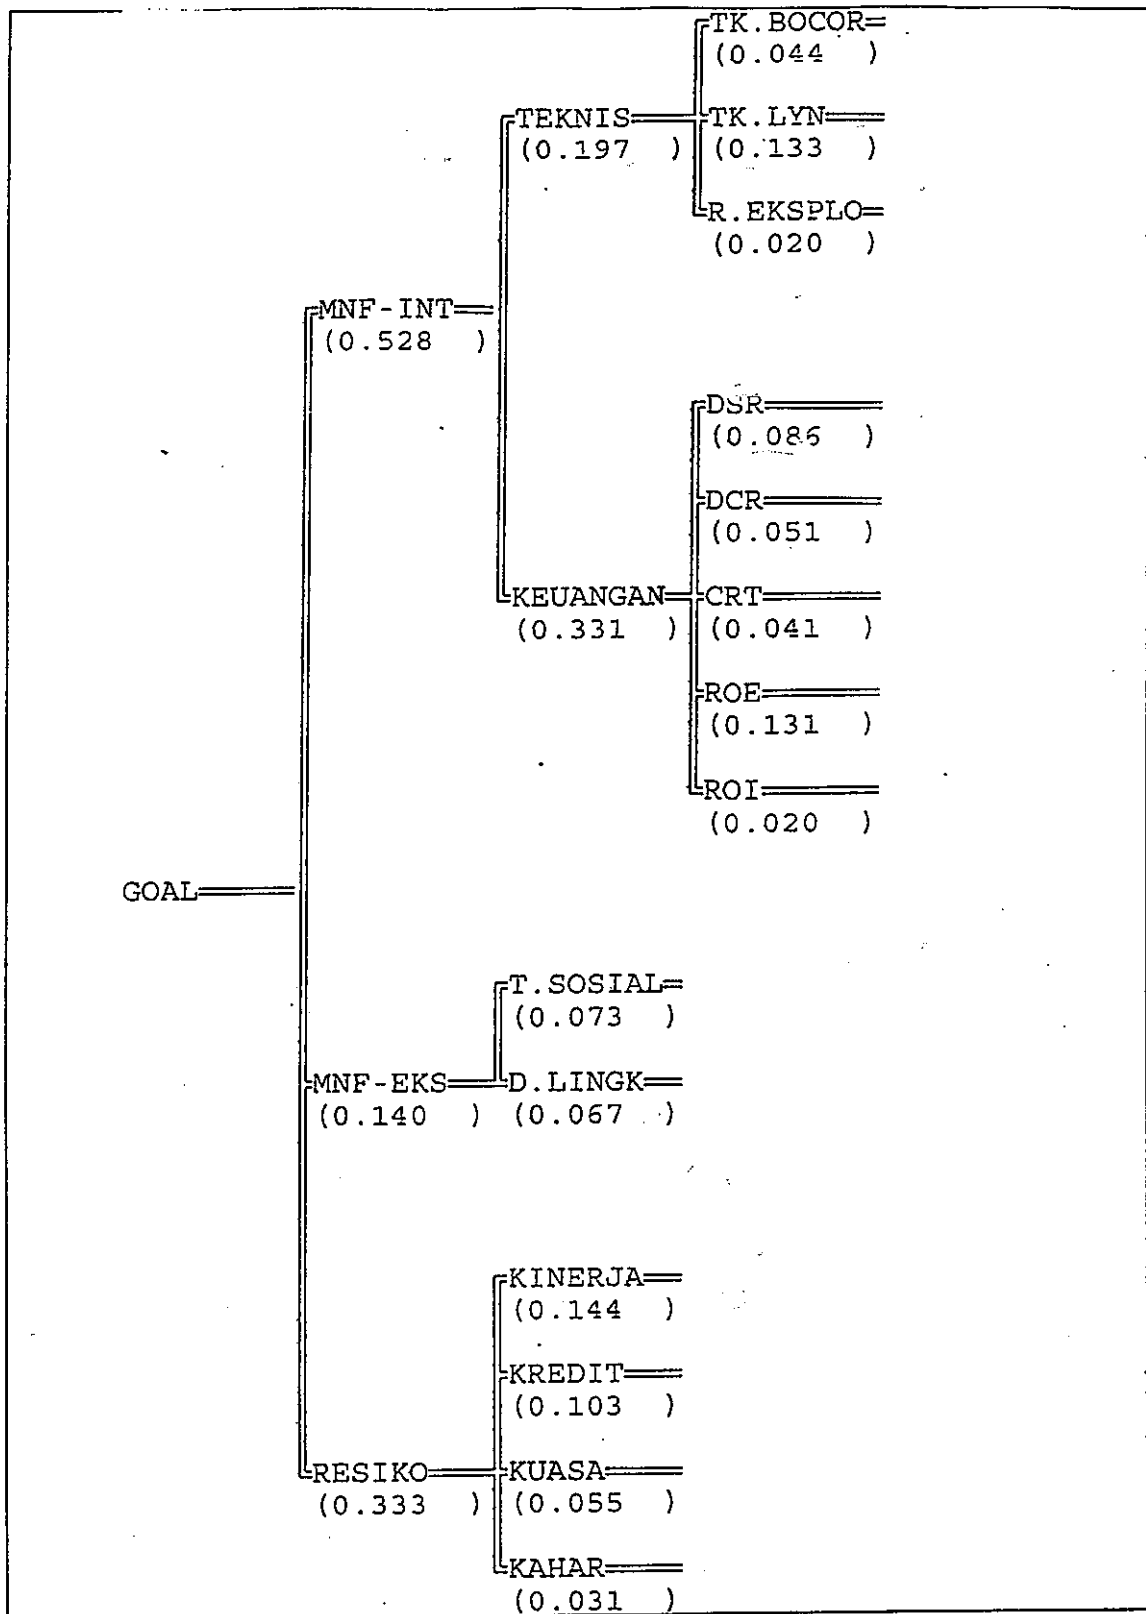 TK.BOCOR
(0.044 )
TEKNIS TK.LYN
(0.197 ) (0.133 )
R.EKSPLO
(0.020 )
MNF-INT
(0.528 )
DSR
(0.086 )
DCR
(0.051 )
KEUANGAN CRT
(0.331 ) (0.041 )
ROE
(0.131 )
ROI
(0.020 )
GOAL
T.SOSIAL
(0.073 )
MNF-EKS D.LINGK
(0.140 ) (0.067 )
KINERJA
(0.144 )
KREDIT
(0.103 )
RESIKO KUASA
(0.333 ) (0.055 )
KAHAR
(0.031 )